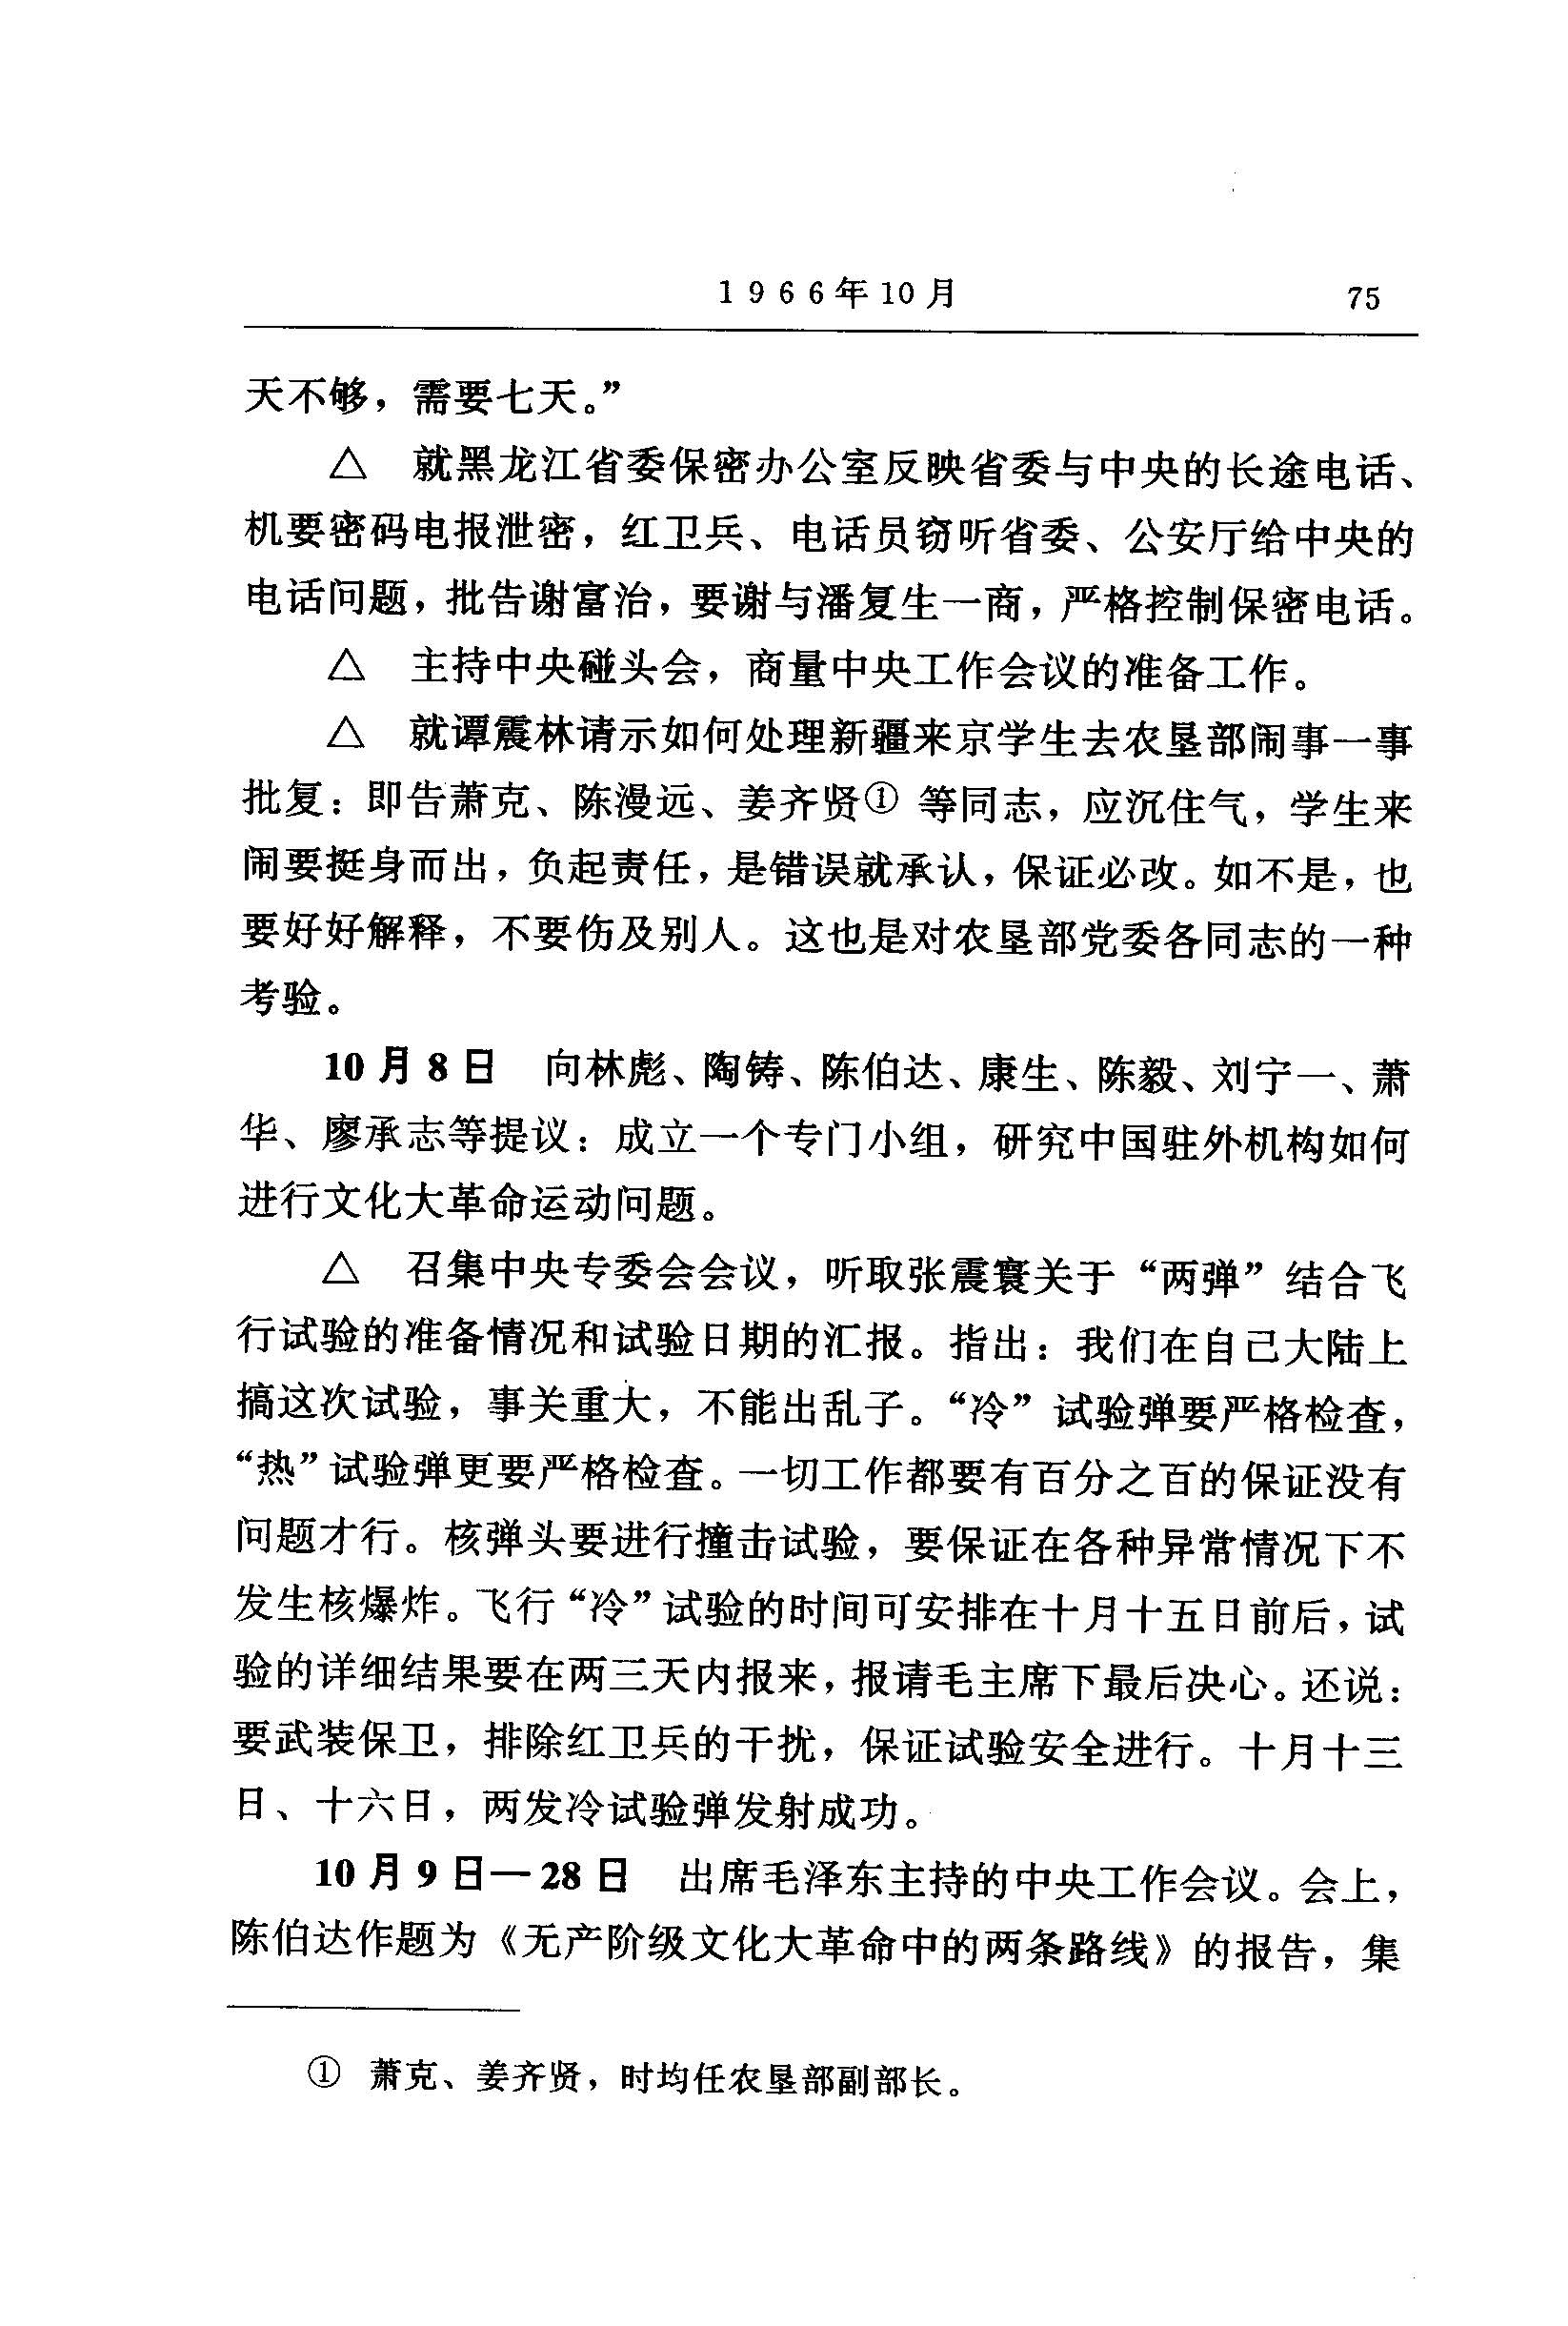 1966年10月 75
天不够，需要七天。”
△ 就黑龙江省委保密办公室反映省委与中央的长途电话、
机要密码电报泄密，红卫兵、电话员窃听省委、公安厅给中央的
电话问题，批告谢富治，要谢与潘复生一商，严格控制保密电话。
△ 主持中央碰头会，商量中央工作会议的准备工作。
△ 就谭震林请示如何处理新疆来京学生去农垦部闹事一事
批复：即告萧克、陈漫远、姜齐贤① 等同志，应沉住气，学生来
闹要挺身而出，负起责任，是错误就承认，保证必改。如不是，也
要好好解释，不要伤及别人。这也是对农垦部党委各同志的一种
考验。
10月8日 向林彪、陶铸、陈伯达、康生、陈毅、刘宁一、萧
华、廖承志等提议：成立一个专门小组，研究中国驻外机构如何
进行文化大革命运动问题。
△ 召集中央专委会会议，听取张震寰关于“两弹”结合飞
行试验的准备情况和试验日期的汇报。指出：我们在自己大陆上
搞这次试验，事关重大，不能出乱子。“冷”试验弹要严格检查，
“热”试验弹更要严格检查。一切工作都要有百分之百的保证没有
问题才行。核弹头要进行撞击试验，要保证在各种异常情况下不
发生核爆炸。飞行“冷”试验的时间可安排在十月十五日前后，试
验的详细结果要在两三天内报来，报请毛主席下最后决心。还说：
要武装保卫，排除红卫兵的干扰，保证试验安全进行。十月十三
日、十六日，两发冷试验弹发射成功。
10月9日—28日 出席毛泽东主持的中央工作会议。会上，
陈伯达作题为《无产阶级文化大革命中的两条路线》的报告，集
① 萧克、姜齐贤，时均任农垦部副部长。